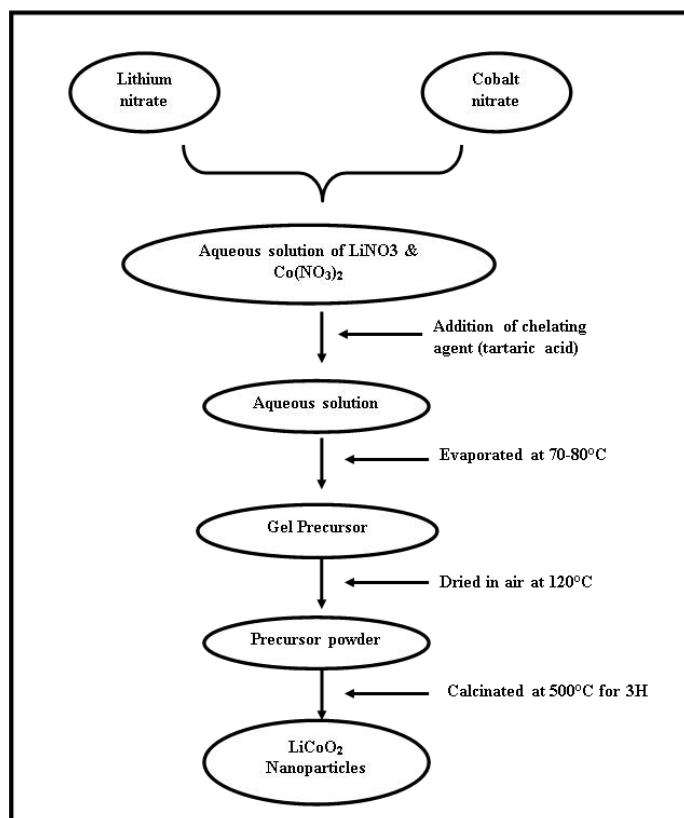 Lithium
nitrate
Cobalt
nitrate
Aqueous solution of LiNO3 &
Co(NO₃)₂
Addition of chelating
agent (tartaric acid)
Aqueous solution
Evaporated at 70-80°C
Gel Precursor
Dried in air at 120°C
Precursor powder
Calcinated at 500°C for 3H
LiCoO₂
Nanoparticles